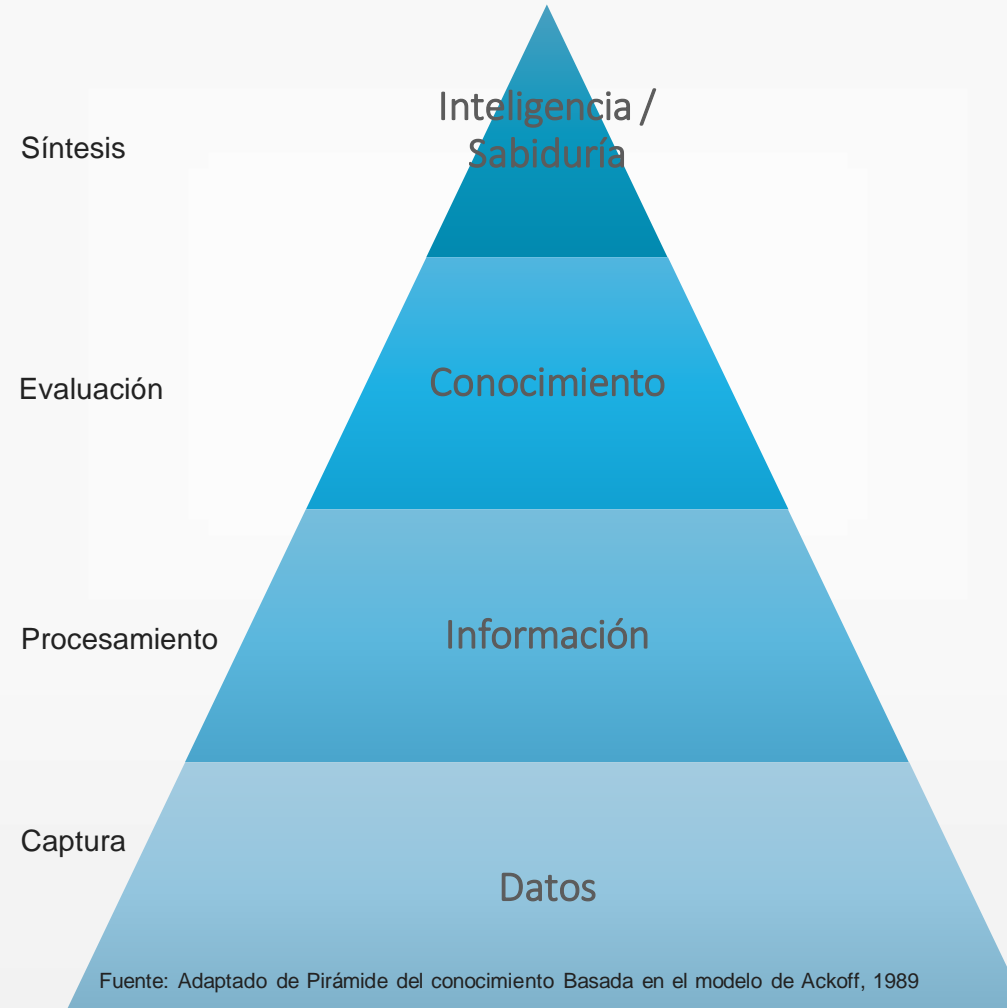 Síntesis
Inteligencia /
Sabiduría
Evaluación
Conocimiento
Procesamiento
Información
Captura
Datos
Fuente: Adaptado de Pirámide del conocimiento Basada en el modelo de Ackoff, 1989